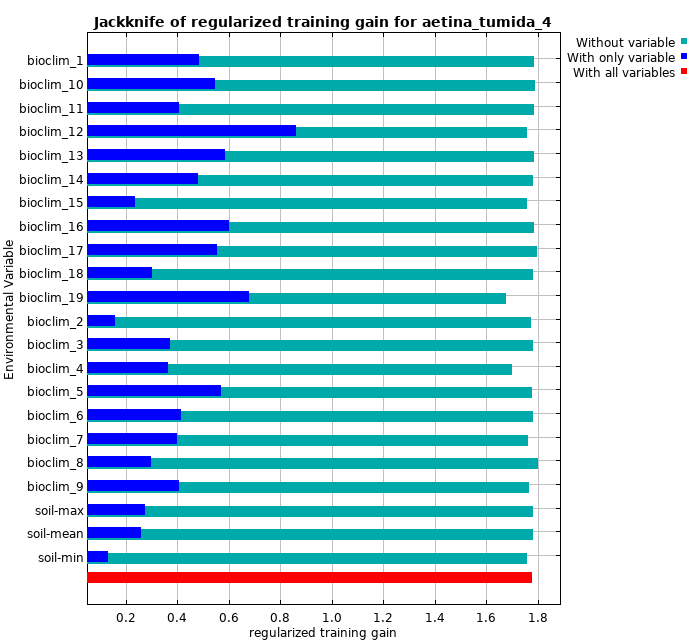 Jackknife of regularized training gain for aetina_tumida_4
Without variable
With only variable
With all variables
Environmental Variable
bioclim_1
bioclim_10
bioclim_11
bioclim_12
bioclim_13
bioclim_14
bioclim_15
bioclim_16
bioclim_17
bioclim_18
bioclim_19
bioclim_2
bioclim_3
bioclim_4
bioclim_5
bioclim_6
bioclim_7
bioclim_8
bioclim_9
soil-max
soil-mean
soil-min
0.2 0.4 0.6 0.8 1.0 1.2 1.4 1.6 1.8
regularized training gain